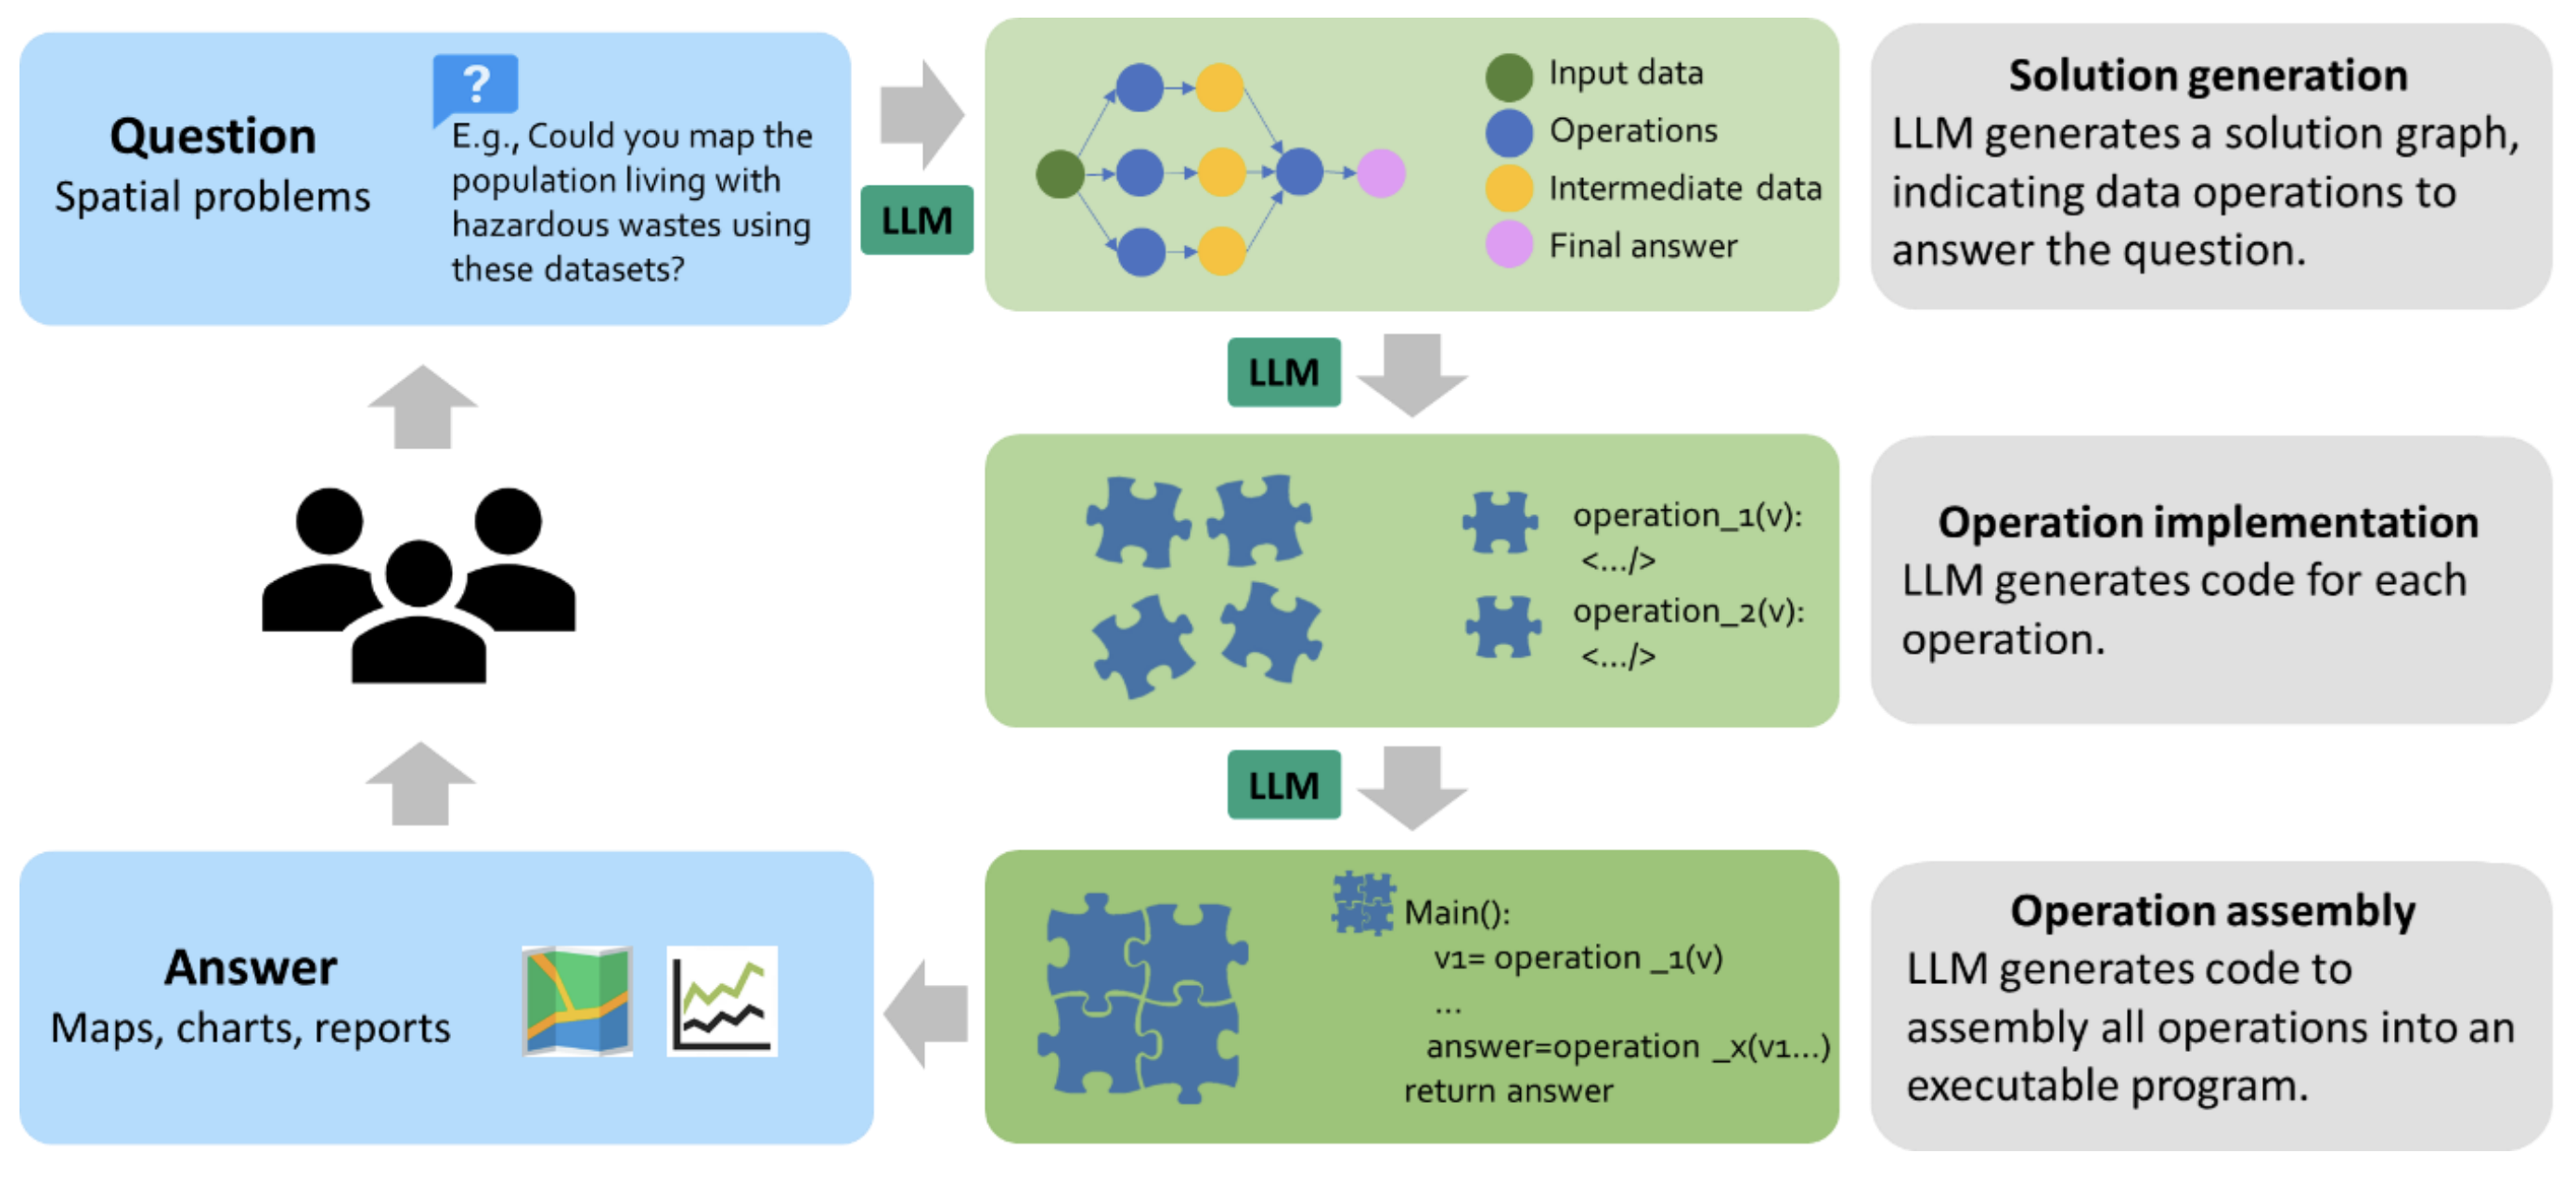 Question
Spatial problems
?
E.g., Could you map the
population living with
hazardous wastes using
these datasets?
LLM
Input data
Operations
Intermediate data
Final answer
Solution generation
LLM generates a solution graph,
indicating data operations to
answer the question.
LLM
operation_1(v):
<.../>
operation_2(v):
<.../>
Operation implementation
LLM generates code for each
operation.
LLM
Main():
v1= operation _1(v)
...
answer=operation _x(v1...)
return answer
Operation assembly
LLM generates code to
assembly all operations into an
executable program.
Answer
Maps, charts, reports